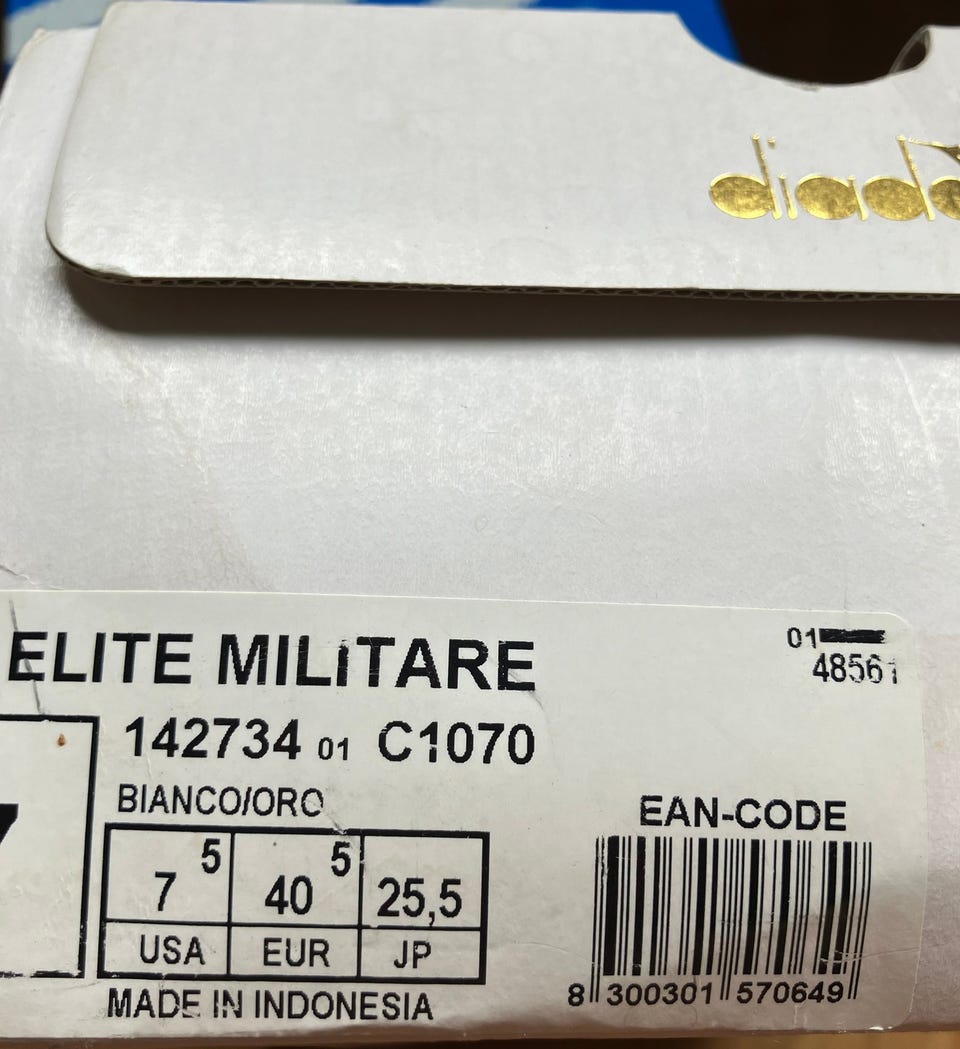 diado
ELITE MILITARE
01
48561
142734 01 C1070
BIANCO/ORO
7
7 5
40 5
25,5
USA
EUR
JP
MADE IN INDONESIA
EAN-CODE
8 300301 570649